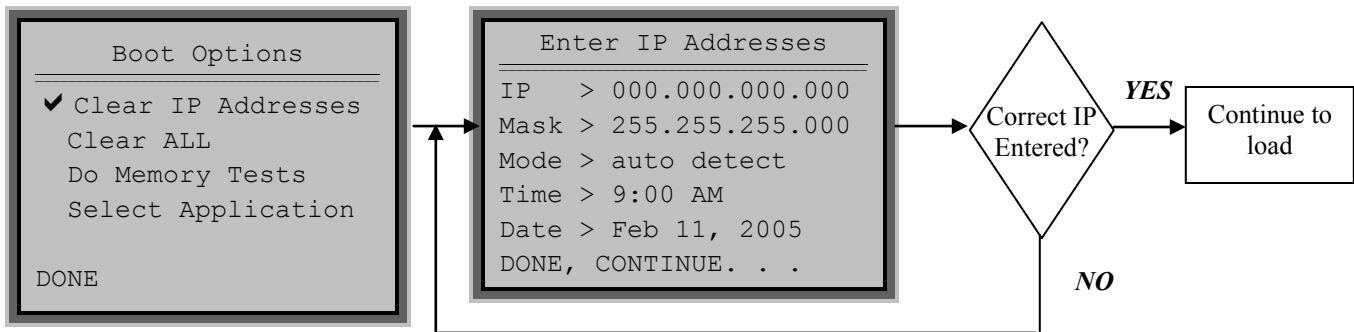 Boot Options
✔ Clear IP Addresses
Clear ALL
Do Memory Tests
Select Application
DONE
Enter IP Addresses
IP > 000.000.000.000
Mask > 255.255.255.000
Mode > auto detect
Time > 9:00 AM
Date > Feb 11, 2005
DONE, CONTINUE. . .
Correct IP
Entered?
YES
Continue to
load
NO